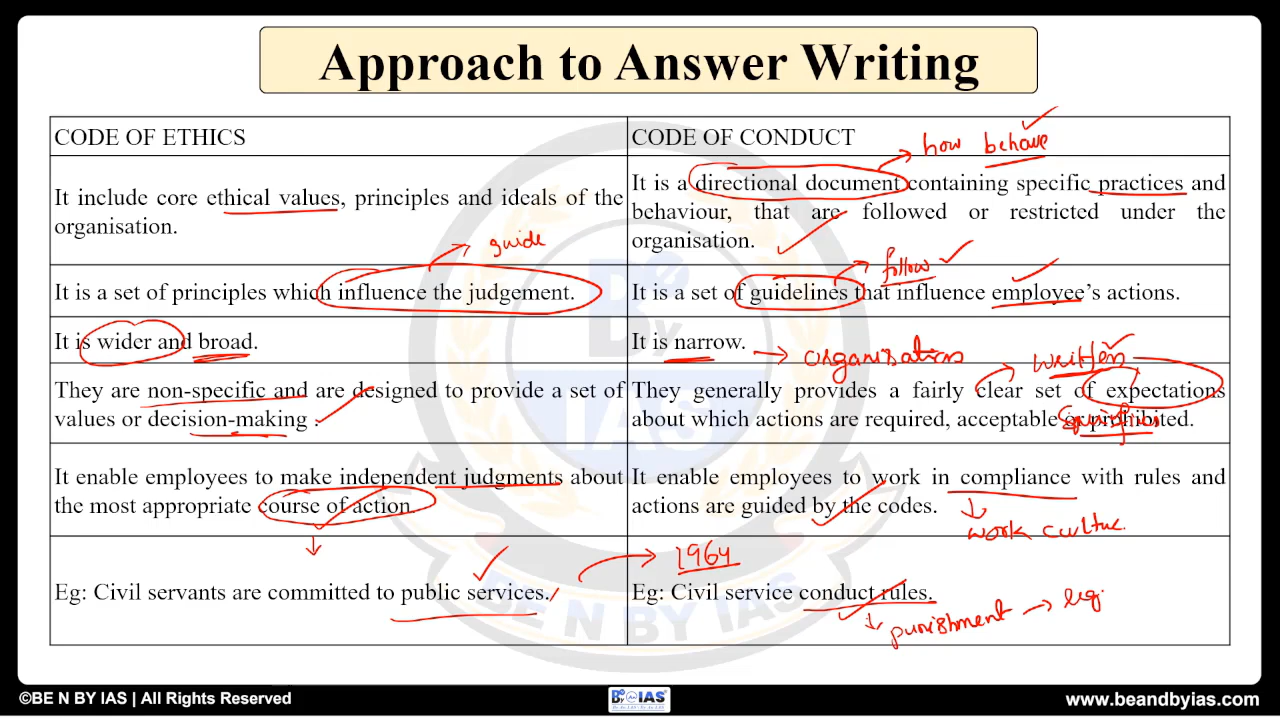 Approach to Answer Writing
CODE OF ETHICS
CODE OF CONDUCT
how behave
It include core ethical values, principles and ideals of the
organisation.
It is a directional document containing specific practices and
behaviour, that are followed or restricted under the
organisation.
guide
follow
It is a set of principles which influence the judgement.
It is a set of guidelines that influence employee's actions.
It is wider and broad.
It is narrow.
organisation
written
They are non-specific and are designed to provide a set of
values or decision-making .
They generally provides a fairly clear set of expectations
about which actions are required, acceptable or prohibited.
It enable employees to make independent judgments about
the most appropriate course of action.
It enable employees to work in compliance with rules and
actions are guided by the codes.
work culture
1964
Eg: Civil servants are committed to public services.
Eg: Civil service conduct rules.
punishment
By
IAS
BE N BY IAS
©BE N BY IAS | All Rights Reserved
IAS
www.beandbyias.com